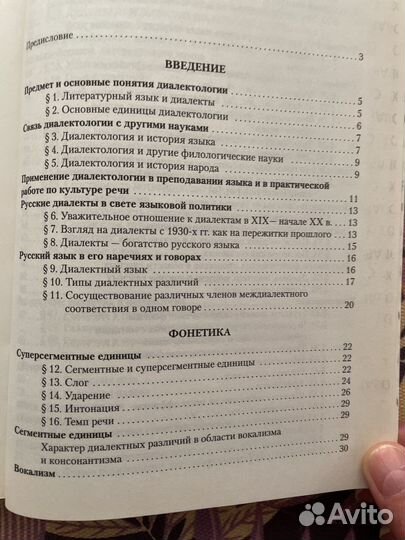 Предисловие 3
ВВЕДЕНИЕ
Предмет и основные понятия диалектологии 5
§ 1. Литературный язык и диалекты 5
§ 2. Основные единицы диалектологии 6
Связь диалектологии с другими науками 7
§ 3. Диалектология и история языка 7
§ 4. Диалектология и другие филологические науки 9
§ 5. Диалектология и история народа 9
Применение диалектологии в преподавании языка и в практической
работе по культуре речи 11
Русские диалекты в свете языковой политики 13
§ 6. Уважительное отношение к диалектам в XIX— начале XX в. 13
§ 7. Взгляд на диалекты с 1930-х гг. как на пережитки прошлого 13
§ 8. Диалекты — богатство русского языка 15
Русский язык в его наречиях и говорах 16
§ 9. Диалектный язык 16
§ 10. Типы диалектных различий 17
§ 11. Сосуществование различных членов междиалектного
соответствия в одном говоре 20
ФОНЕТИКА
Суперсегментные единицы 22
§ 12. Сегментные и суперсегментные единицы 22
§ 13. Слог 24
§ 14. Ударение 26
§ 15. Интонация 29
§ 16. Темп речи 29
Сегментные единицы 29
Характер диалектных различий в области вокализма
и консонантизма 30
Вокализм
Avito